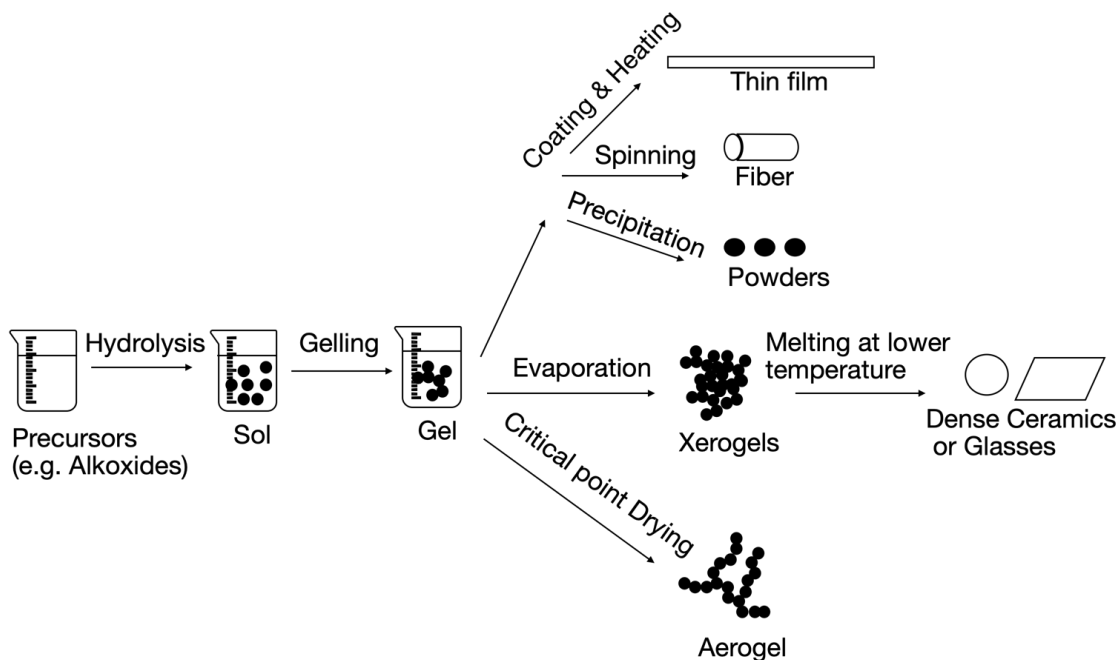 Coating & Heating
Thin film
Spinning
Fiber
Precipitation
Powders
Hydrolysis
Gelling
Evaporation
Melting at lower
temperature
Precursors
(e.g. Alkoxides)
Sol
Gel
Xerogels
Dense Ceramics
or Glasses
Critical point Drying
Aerogel